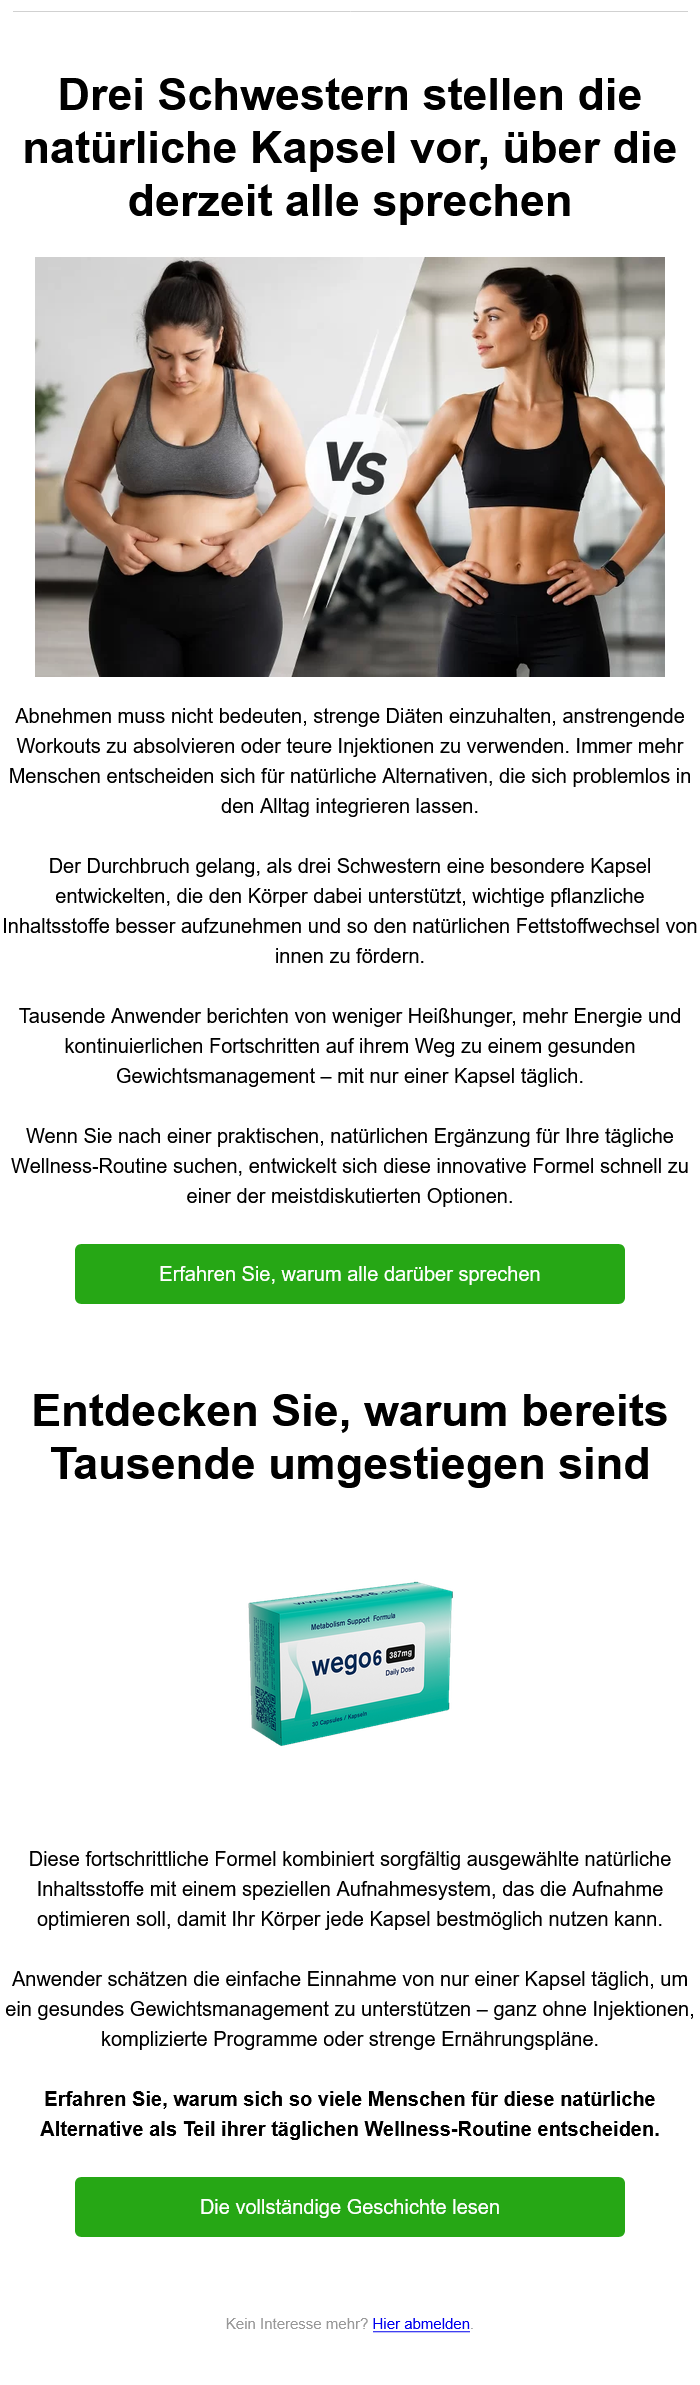 Drei Schwestern stellen die
natürliche Kapsel vor, über die
derzeit alle sprechen
VS
Abnehmen muss nicht bedeuten, strenge Diäten einzuhalten, anstrengende
Workouts zu absolvieren oder teure Injektionen zu verwenden. Immer mehr
Menschen entscheiden sich für natürliche Alternativen, die sich problemlos in
den Alltag integrieren lassen.
Der Durchbruch gelang, als drei Schwestern eine besondere Kapsel
entwickelten, die den Körper dabei unterstützt, wichtige pflanzliche
Inhaltsstoffe besser aufzunehmen und so den natürlichen Fettstoffwechsel von
innen zu fördern.
Tausende Anwender berichten von weniger Heißhunger, mehr Energie und
kontinuierlichen Fortschritten auf ihrem Weg zu einem gesunden
Gewichtsmanagement – mit nur einer Kapsel täglich.
Wenn Sie nach einer praktischen, natürlichen Ergänzung für Ihre tägliche
Wellness-Routine suchen, entwickelt sich diese innovative Formel schnell zu
einer der meistdiskutierten Optionen.
Erfahren Sie, warum alle darüber sprechen
Entdecken Sie, warum bereits
Tausende umgestiegen sind
www.wego6.com
Metabolism Support Formula
wego6 387mg
Daily Dose
30 Capsules / Kapseln
Diese fortschrittliche Formel kombiniert sorgfältig ausgewählte natürliche
Inhaltsstoffe mit einem speziellen Aufnahmesystem, das die Aufnahme
optimieren soll, damit Ihr Körper jede Kapsel bestmöglich nutzen kann.
Anwender schätzen die einfache Einnahme von nur einer Kapsel täglich, um
ein gesundes Gewichtsmanagement zu unterstützen – ganz ohne Injektionen,
komplizierte Programme oder strenge Ernährungspläne.
Erfahren Sie, warum sich so viele Menschen für diese natürliche
Alternative als Teil ihrer täglichen Wellness-Routine entscheiden.
Die vollständige Geschichte lesen
Kein Interesse mehr? Hier abmelden.